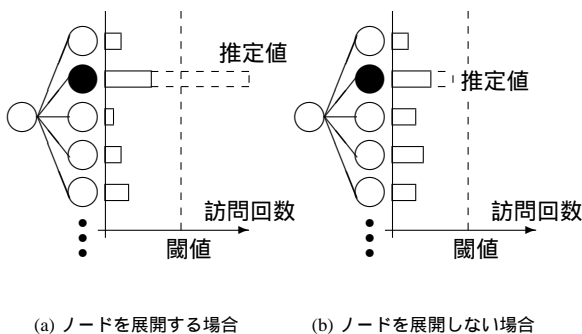 推定値
訪問回数
閾値
(a) ノードを展開する場合
推定値
訪問回数
閾値
(b) ノードを展開しない場合